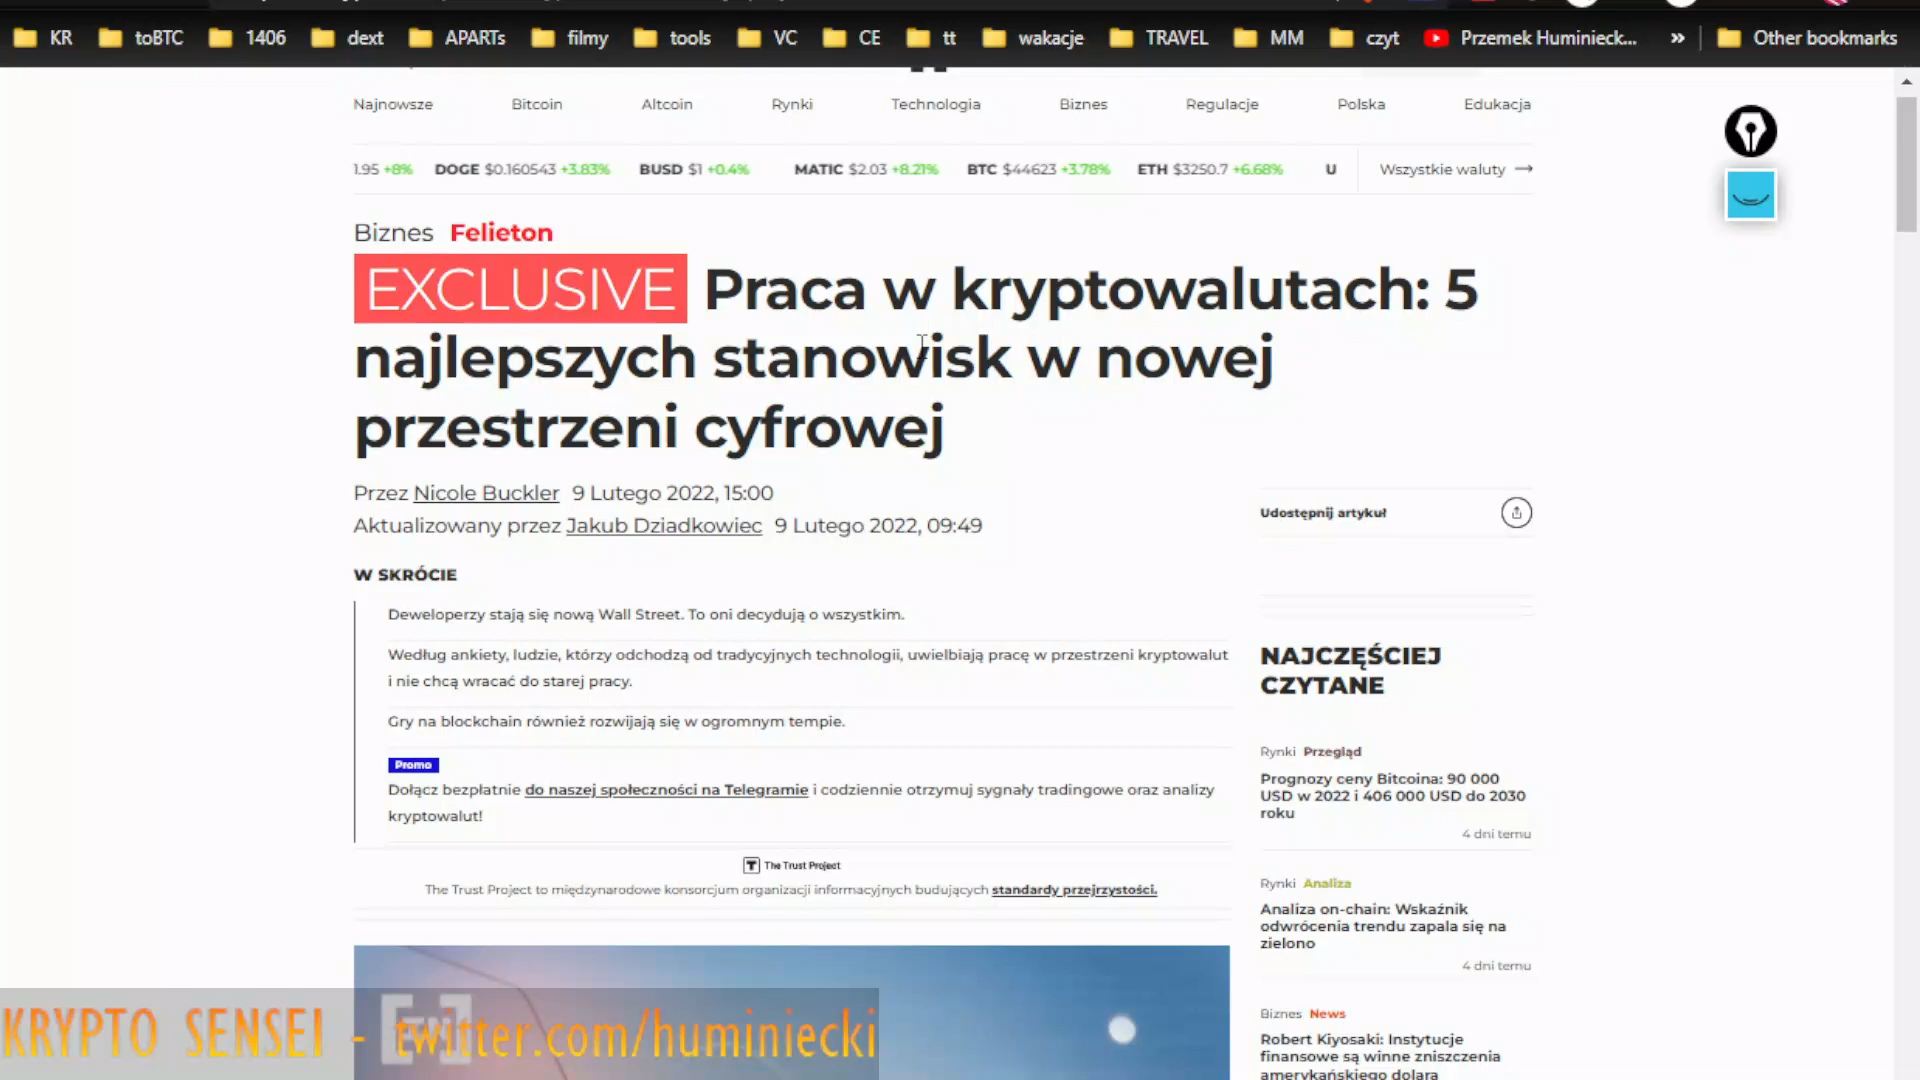 KR toBTC 1406 dext APARTs filmy tools VC CE tt wakacje TRAVEL MM czyt Przemek Huminieck... » Other bookmarks
Najnowsze Bitcoin Altcoin Rynki Technologia Biznes Regulacje Polska Edukacja
1.95 +8% DOGE $0.160543 +3.83% BUSD $1 +0.4% MATIC $2.03 +8.21% BTC $44623 +3.78% ETH $3250.7 +6.68% U Wszystkie waluty →
Biznes Felieton
EXCLUSIVE Praca w kryptowalutach: 5
najlepszych stanowisk w nowej
przestrzeni cyfrowej
Przez Nicole Buckler 9 Lutego 2022, 15:00
Aktualizowany przez Jakub Dziadkowiec 9 Lutego 2022, 09:49
W SKRÓCIE
Deweloperzy stają się nową Wall Street. To oni decydują o wszystkim.
Według ankiety, ludzie, którzy odchodzą od tradycyjnych technologii, uwielbiają pracę w przestrzeni kryptowalut
i nie chcą wracać do starej pracy.
Gry na blockchain również rozwijają się w ogromnym tempie.
Promo
Dołącz bezpłatnie do naszej społeczności na Telegramie i codziennie otrzymuj sygnały tradingowe oraz analizy
kryptowalut!
The Trust Project
The Trust Project to międzynarodowe konsorcjum organizacji informacyjnych budujących standardy przejrzystości.
Udostępnij artykuł
NAJCZĘŚCIEJ
CZYTANE
Rynki Przegląd
Prognozy ceny Bitcoina: 90 000
USD w 2022 i 406 000 USD do 2030
roku
4 dni temu
Rynki Analiza
Analiza on-chain: Wskaźnik
odwrócenia trendu zapala się na
zielono
4 dni temu
Biznes News
Robert Kiyosaki: Instytucje
finansowe są winne zniszczenia
amerykańskiego dolara
KRYPTO SENSEI - twitter.com/huminiecki